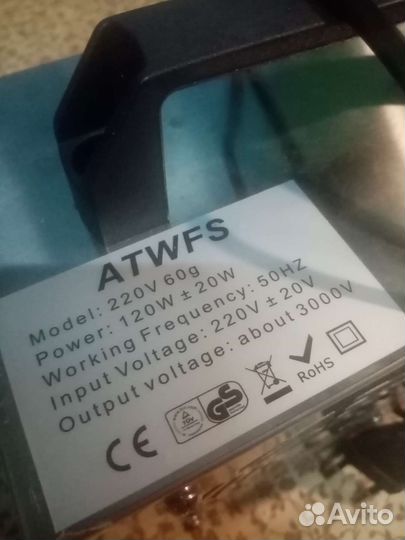 ATWFS
Model: 220V 60g
Power: 120W ± 20W
Working Frequency: 50HZ
Input Voltage: 220V ± 20V
Output voltage: about 3000V
CE TÜV GS RoHS
Avito